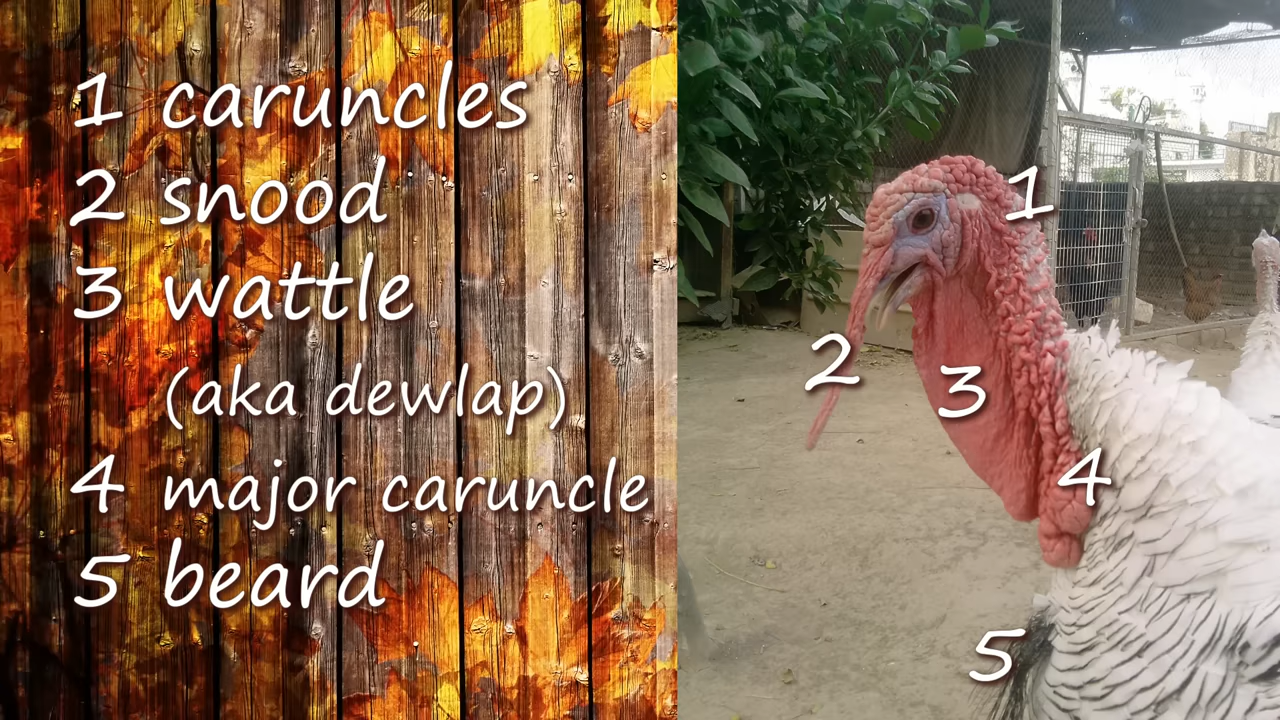 1 caruncles
2 snood
3 wattle
(aka dewlap)
4 major caruncle
5 beard
1
2
3
4
5